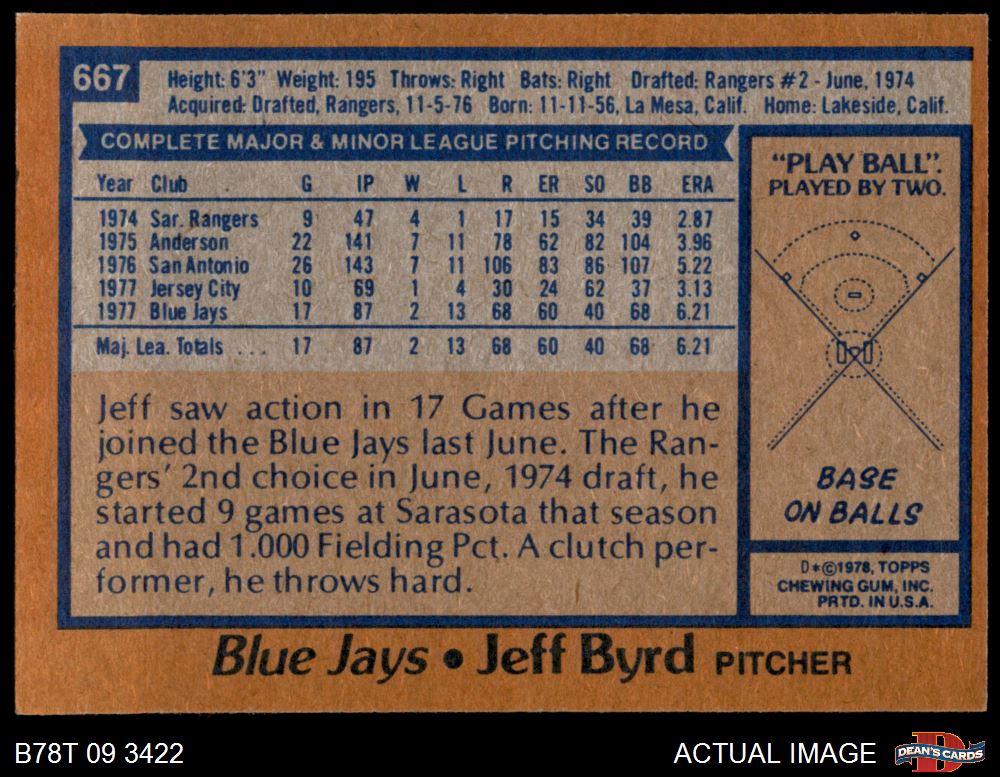 667
Height: 6'3" Weight: 195 Throws: Right Bats: Right Drafted: Rangers #2 - June, 1974
Acquired: Drafted, Rangers, 11-5-76 Born: 11-11-56, La Mesa, Calif. Home: Lakeside, Calif.
COMPLETE MAJOR & MINOR LEAGUE PITCHING RECORD
Year Club G IP W L R ER SO BB ERA
1974 Sar. Rangers 9 47 4 1 17 15 34 39 2.87
1975 Anderson 22 141 7 11 78 62 82 104 3.96
1976 San Antonio 26 143 7 11 106 83 86 107 5.22
1977 Jersey City 10 69 1 4 30 24 62 37 3.13
1977 Blue Jays 17 87 2 13 68 60 40 68 6.21
Maj. Lea. Totals ... 17 87 2 13 68 60 40 68 6.21
Jeff saw action in 17 Games after he
joined the Blue Jays last June. The Ran-
gers' 2nd choice in June, 1974 draft, he
started 9 games at Sarasota that season
and had 1.000 Fielding Pct. A clutch per-
former, he throws hard.
"PLAY BALL".
PLAYED BY TWO.
BASE
ON BALLS
D*©1978, TOPPS
CHEWING GUM, INC.
PRTD. IN U.S.A.
Blue Jays • Jeff Byrd PITCHER
B78T 09 3422
ACTUAL IMAGE
D
DEAN'S CARDS